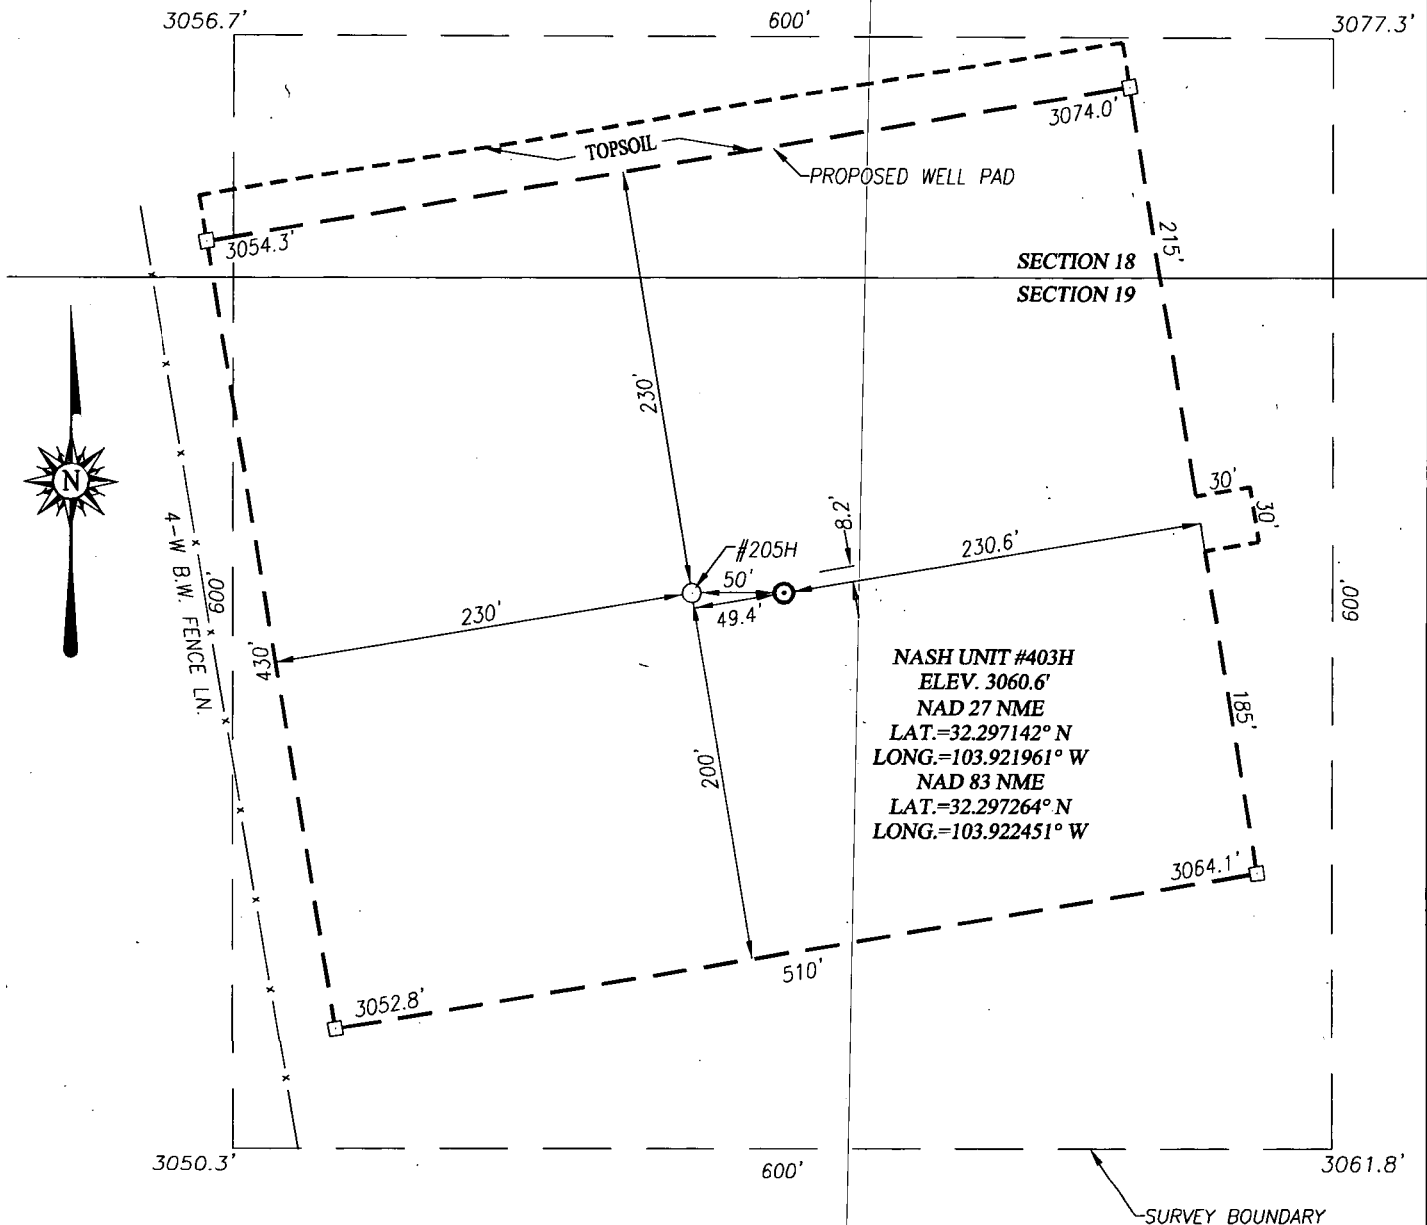 3056.7'
600'
3077.3'
3074.0'
TOPSOIL
PROPOSED WELL PAD
3054.3'
215'
SECTION 18
SECTION 19
230'
N
30'
30'
8.2'
#205H
50'
230.6'
49.4'
230'
600'
4-W B.W. FENCE LN.
430'
600'
NASH UNIT #403H
ELEV. 3060.6'
NAD 27 NME
LAT.=32.297142° N
LONG.=103.921961° W
NAD 83 NME
LAT.=32.297264° N
LONG.=103.922451° W
185'
200'
3064.1'
510'
3052.8'
3050.3'
600'
3061.8'
SURVEY BOUNDARY